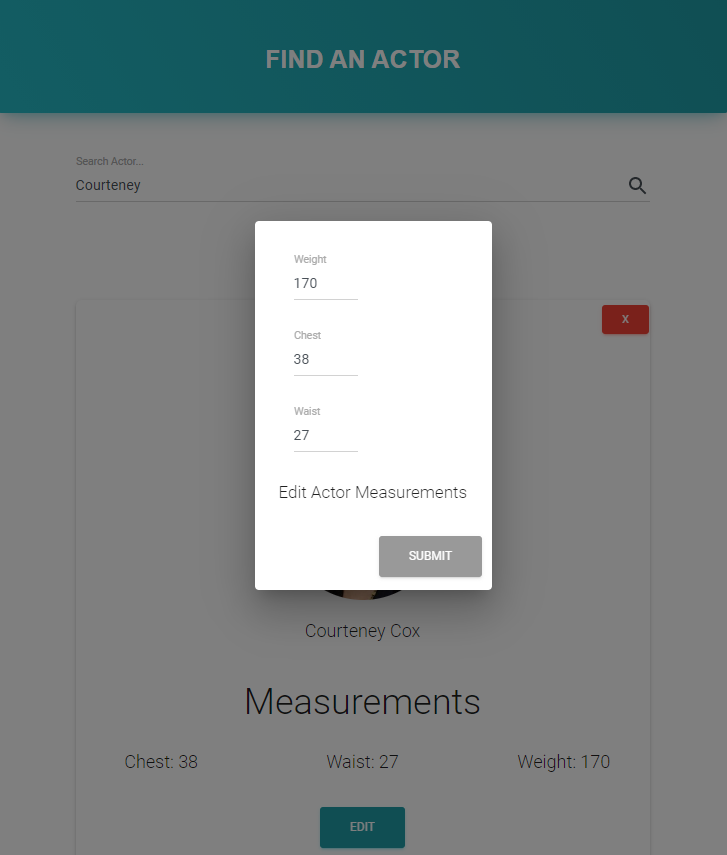 FIND AN ACTOR
Search Actor...
Courteney
X
Weight
170
Chest
38
Waist
27
Edit Actor Measurements
SUBMIT
Courteney Cox
Measurements
Chest: 38 Waist: 27 Weight: 170
EDIT